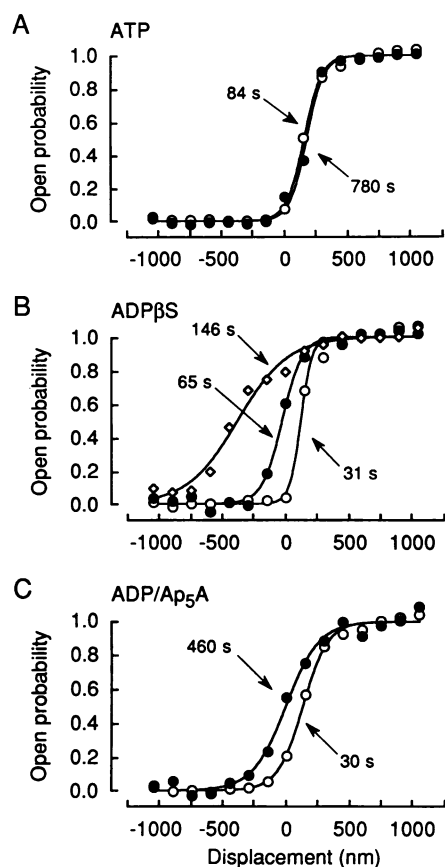 A ATP
1.0
0.8
0.6
0.4
0.2
0.0
Open probability
84 s
780 s
-1000 -500 0 500 1000
B ADPβS
1.0
0.8
0.6
0.4
0.2
0.0
Open probability
146 s
65 s
31 s
-1000 -500 0 500 1000
C ADP/Ap5A
1.0
0.8
0.6
0.4
0.2
0.0
Open probability
460 s
30 s
-1000 -500 0 500 1000
Displacement (nm)